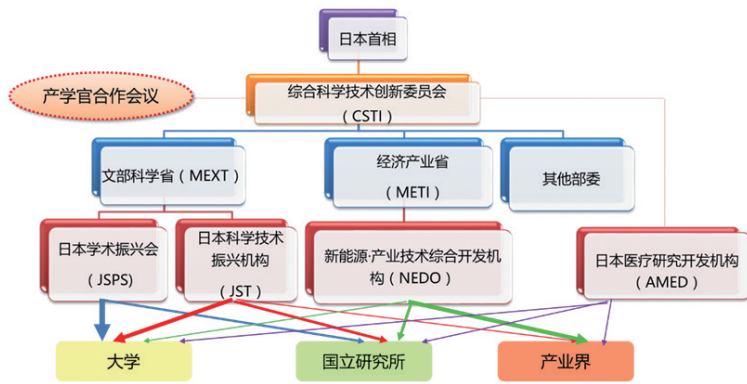 日本首相
产学官合作会议
综合科学技术创新委员会
（CSTI）
文部科学省（MEXT）
经济产业省
（METI）
其他部委
日本学术振兴会
（JSPS)
日本科学技术
振兴机构
（JST）
新能源·产业技术综合开发机
构（NEDO）
日本医疗研究开发机构
（AMED）
大学
国立研究所
产业界